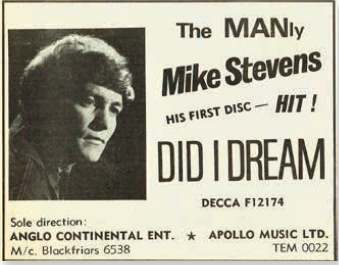 The MANly
Mike Stevens
HIS FIRST DISC — HIT !
DID I DREAM
DECCA F12174
Sole direction:
ANGLO CONTINENTAL ENT. ★ APOLLO MUSIC LTD.
M/c. Blackfriars 6538 TEM 0022